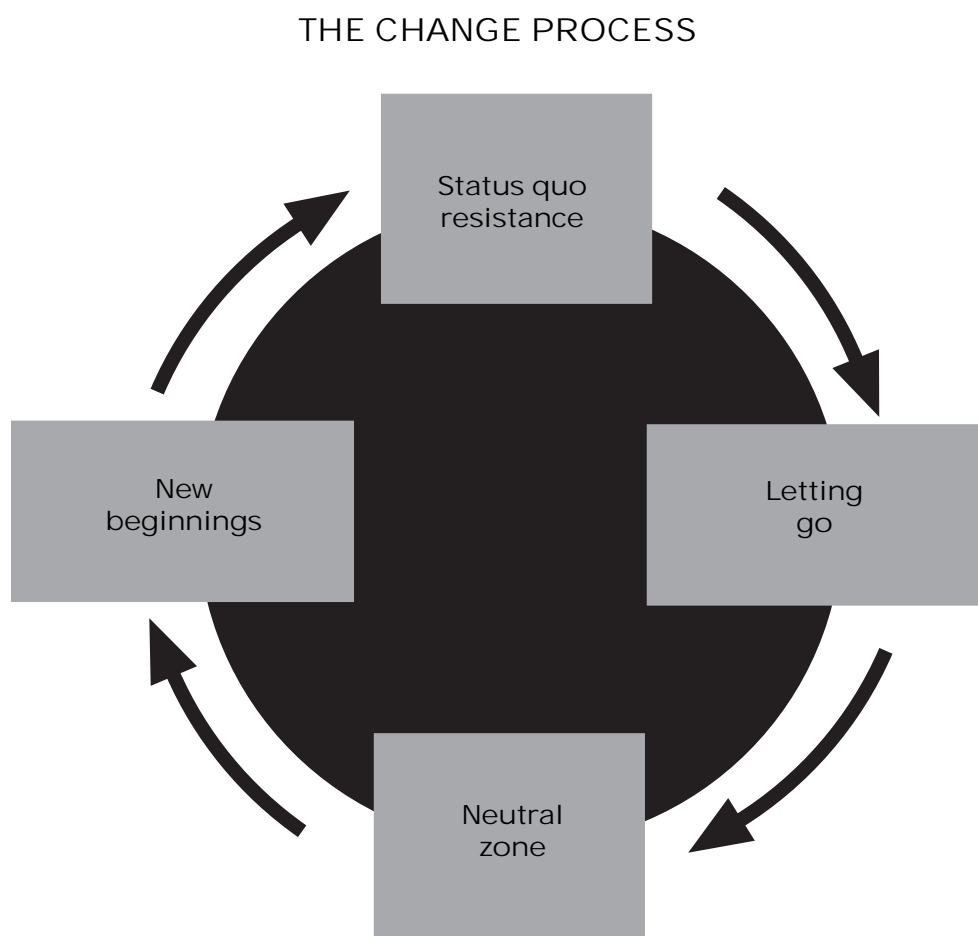 THE CHANGE PROCESS
Status quo
resistance
New
beginnings
Letting
go
Neutral
zone